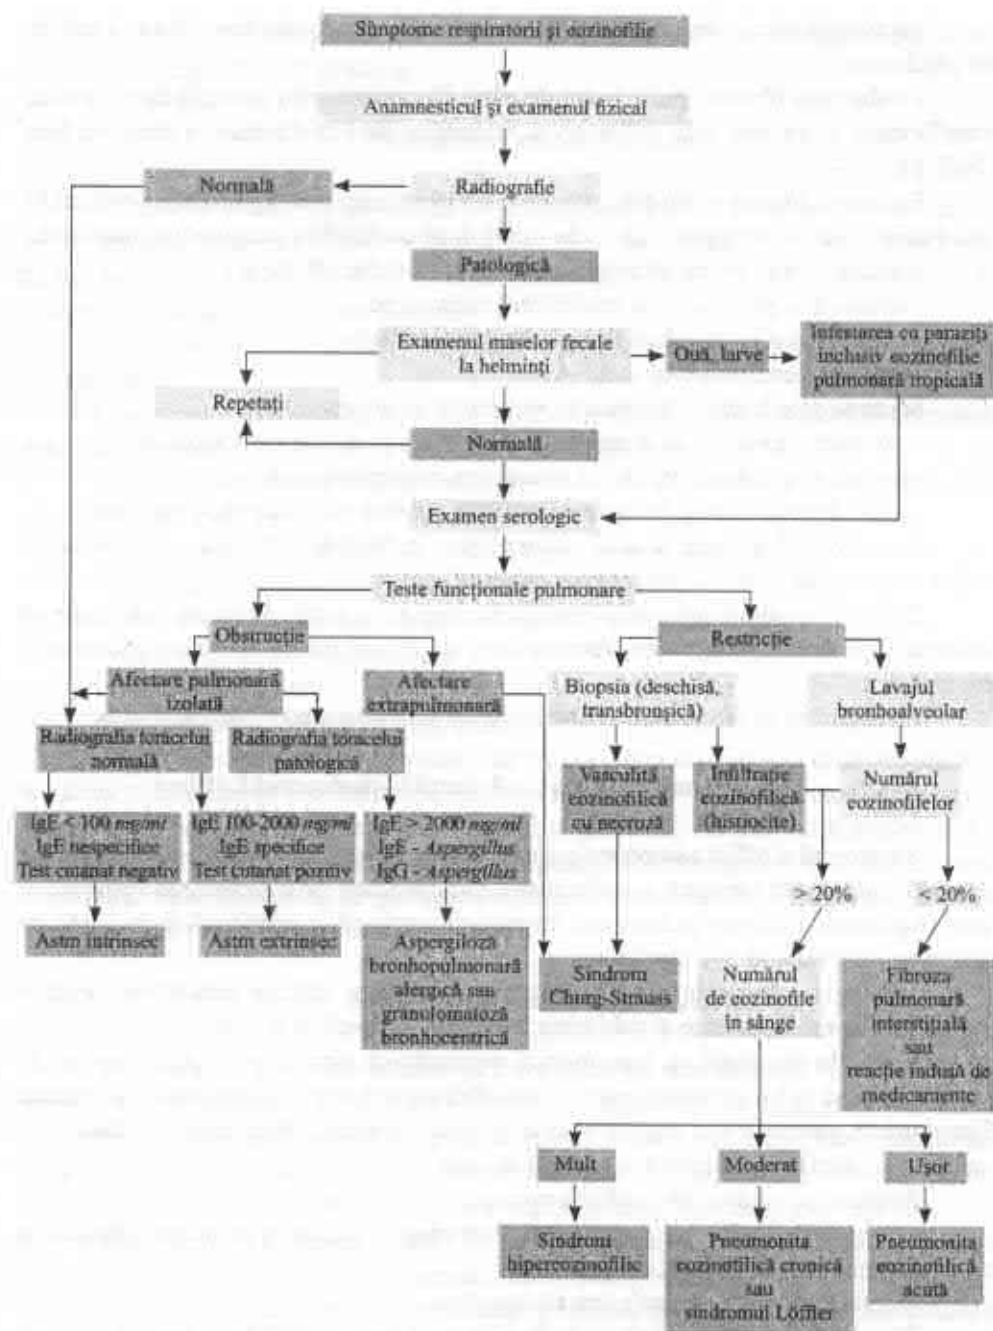 Simptome respiratorii și eozinofilie
Anamnesticul și examenul fizical
Normală
Radiografie
Patologică
Examenul maselor fecale
la helminți
Ouă, larve
Infestarea cu paraziți
inclusiv eozinofilie
pulmonară tropicală
Repetați
Normală
Examen serologic
Teste funcționale pulmonare
Obstrucție
Restricție
Afectare pulmonară
izolată
Afectare
extrapulmonară
Biopsia (deschisă,
transbronșică)
Lavajul
bronhoalveolar
Radiografia toracelui
normală
Radiografia toracelui
patologică
Vasculită
eozinofilică
cu necroză
Infiltrație
eozinofilică
(histiocite)
Numărul
eozinofilelor
IgE < 100 mg/ml
IgE nespecifice
Test cutanat negativ
IgE 100-2000 mg/ml
IgE specifice
Test cutanat pozitiv
IgE > 2000 mg/ml
IgE - Aspergillus
IgG - Aspergillus
> 20%
< 20%
Astm intrinsec
Astm extrinsec
Aspergiloză
bronhopulmonară
alergică sau
granulomatoză
bronhocentrică
Sindrom
Churg-Strauss
Numărul
de eozinofile
în sânge
Fibroza
pulmonară
interstițială
sau
reacție indusă de
medicamente
Mult
Moderat
Ușor
Sindrom
hipereozinofilic
Pneumonita
eozinofilică cronică
sau
sindromul Löffler
Pneumonita
eozinofilică
acută